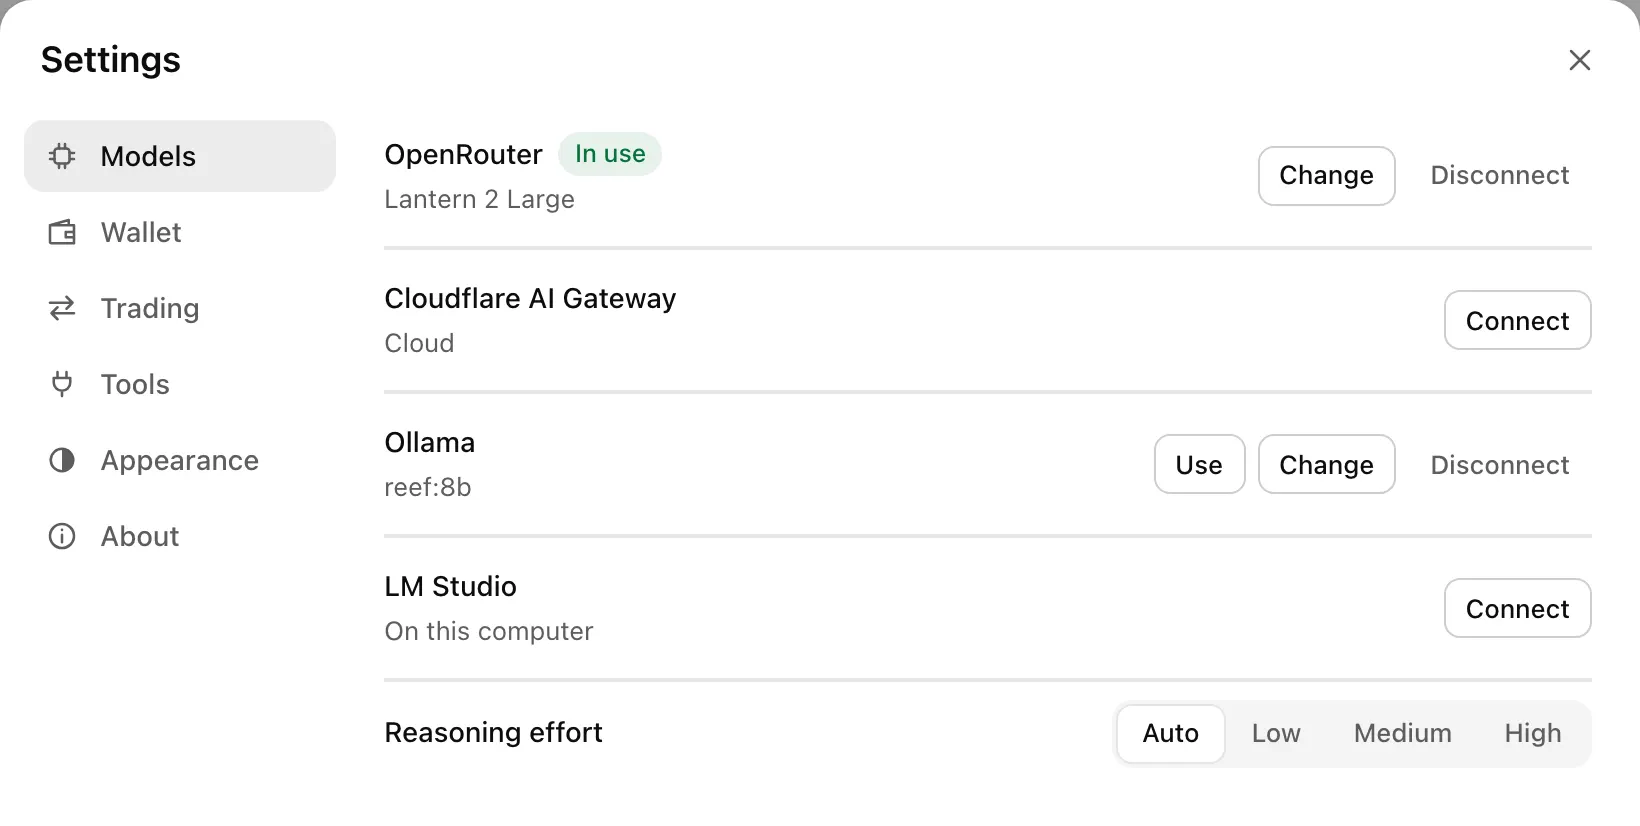 Settings
Models
Wallet
Trading
Tools
Appearance
About
OpenRouter In use
Lantern 2 Large
Change Disconnect
Cloudflare AI Gateway
Cloud
Connect
Ollama
reef:8b
Use Change Disconnect
LM Studio
On this computer
Connect
Reasoning effort
Auto Low Medium High